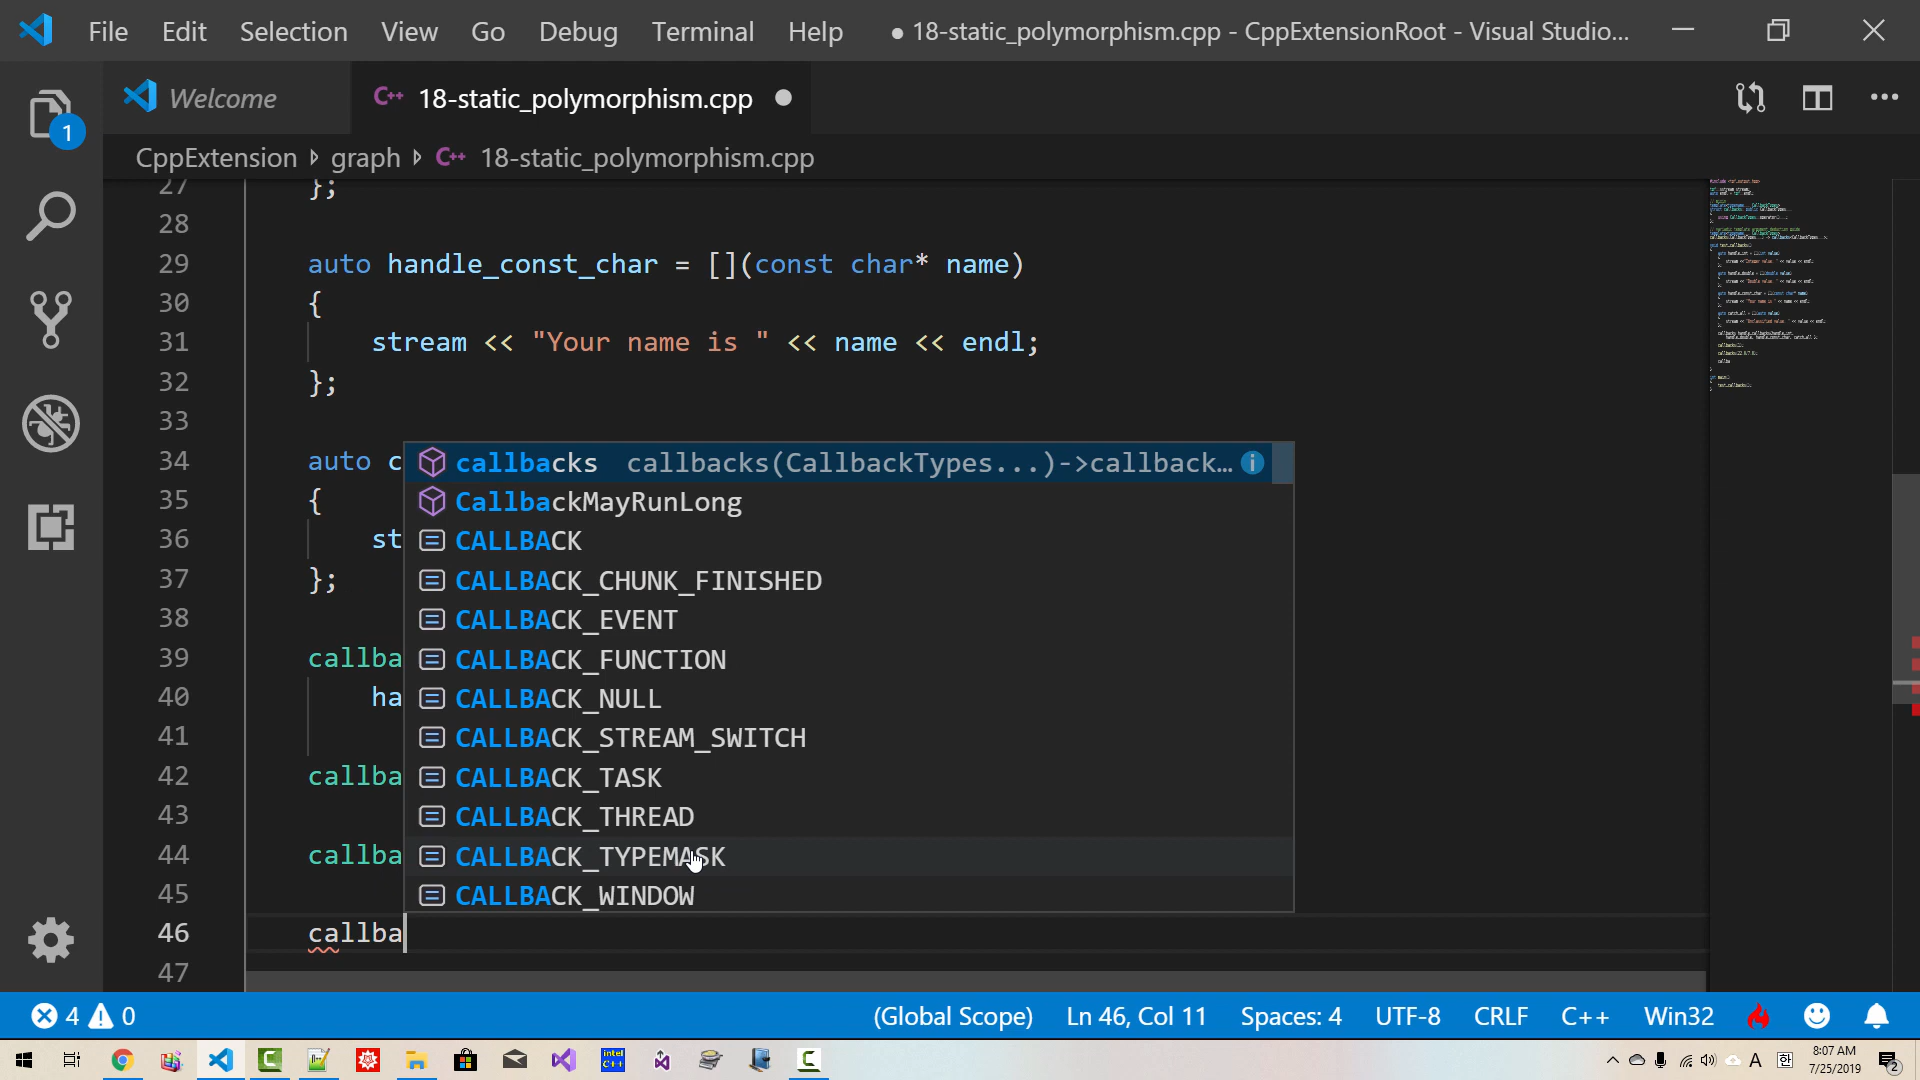 File Edit Selection View Go Debug Terminal Help ● 18-static_polymorphism.cpp - CppExtensionRoot - Visual Studio...
Welcome C++ 18-static_polymorphism.cpp ●
1
CppExtension graph C++ 18-static_polymorphism.cpp
27 };
28
29 auto handle_const_char = [](const char* name)
30 {
31 stream << "Your name is " << name << endl;
32 };
33
34 auto c
35 {
36 st
37 };
38
39 callba
40 ha
41
42 callba
43
44 callba
45
46 callba
47
callbacks callbacks(CallbackTypes...)->callback...
CallbackMayRunLong
CALLBACK
CALLBACK_CHUNK_FINISHED
CALLBACK_EVENT
CALLBACK_FUNCTION
CALLBACK_NULL
CALLBACK_STREAM_SWITCH
CALLBACK_TASK
CALLBACK_THREAD
CALLBACK_TYPEMASK
CALLBACK_WINDOW
4 0 (Global Scope) Ln 46, Col 11 Spaces: 4 UTF-8 CRLF C++ Win32
intel C++ A 한 8:07 AM
7/25/2019 2